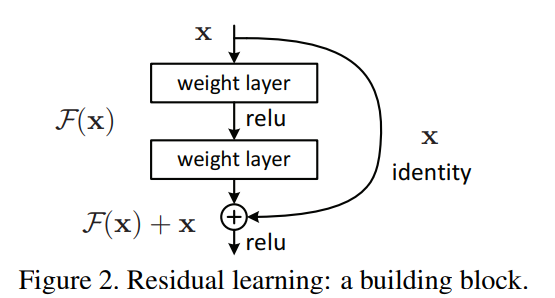 x
weight layer
F(x)
relu
x
weight layer
identity
F(x) + x
+
relu
Figure 2. Residual learning: a building block.